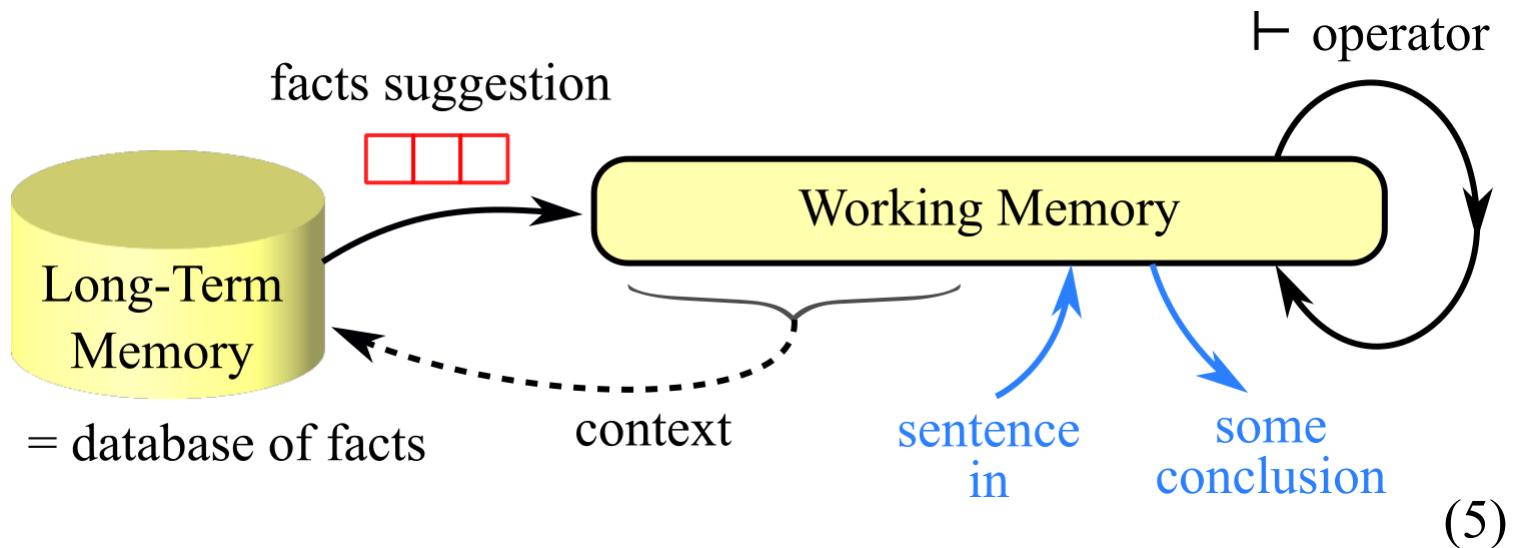 ⊢ operator
facts suggestion
Working Memory
Long-Term
Memory
= database of facts
context
sentence
in
some
conclusion
(5)